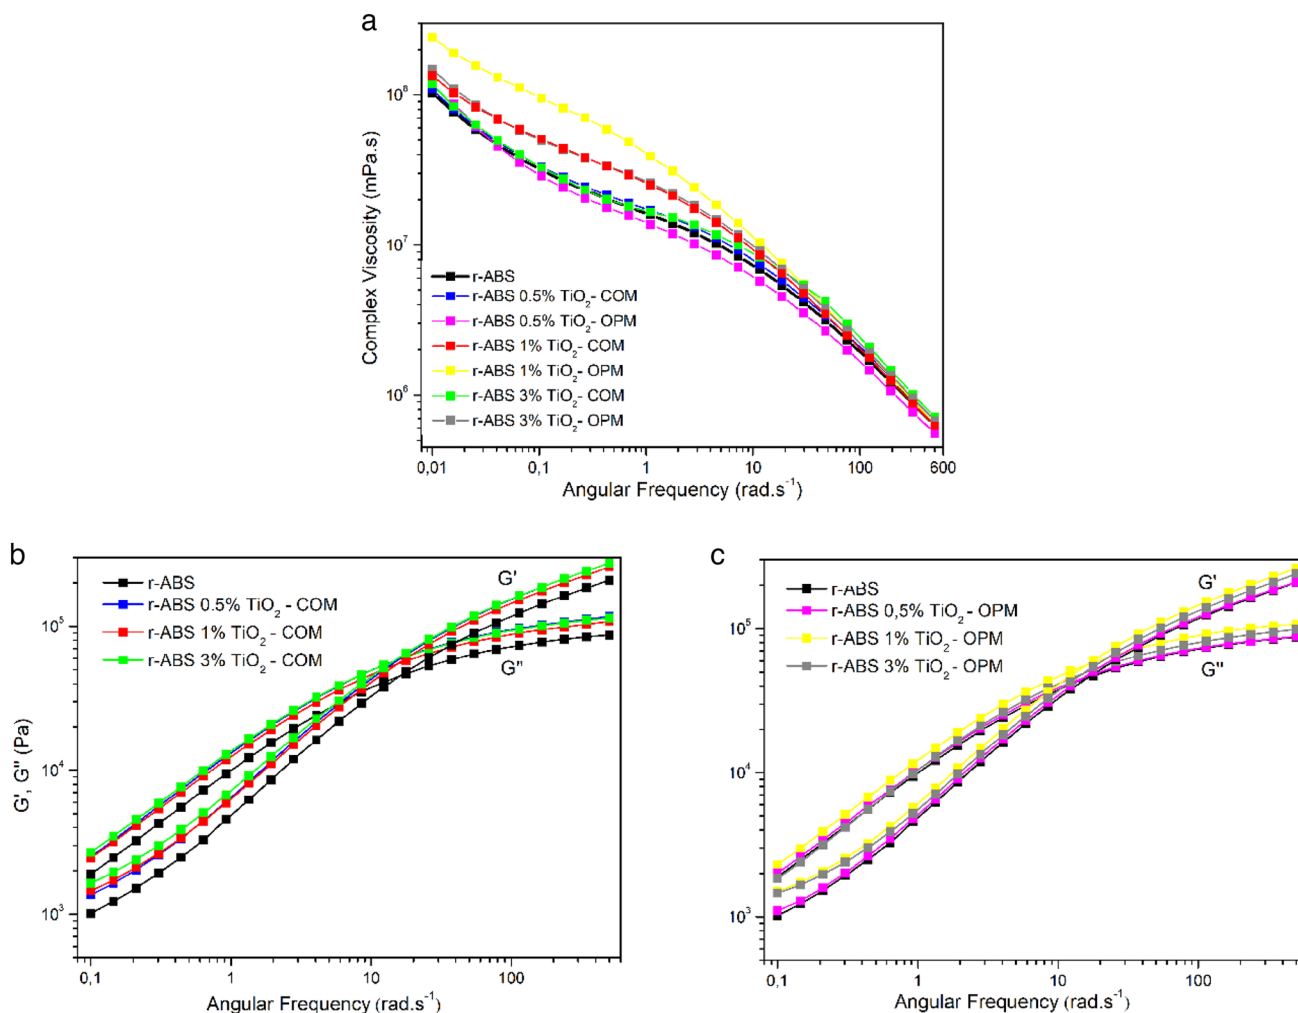 a
Complex Viscosity (mPa.s)
10⁸
10⁷
10⁶
r-ABS
r-ABS 0.5% TiO₂- COM
r-ABS 0.5% TiO₂- OPM
r-ABS 1% TiO₂- COM
r-ABS 1% TiO₂- OPM
r-ABS 3% TiO₂- COM
r-ABS 3% TiO₂- OPM
0,01 0,1 1 10 100 600
Angular Frequency (rad.s⁻¹)
b
G', G" (Pa)
10⁵
10⁴
10³
r-ABS
r-ABS 0.5% TiO₂ - COM
r-ABS 1% TiO₂ - COM
r-ABS 3% TiO₂ - COM
G'
G"
0,1 1 10 100
Angular Frequency (rad.s⁻¹)
c
10⁵
10⁴
10³
r-ABS
r-ABS 0,5% TiO₂ - OPM
r-ABS 1% TiO₂ - OPM
r-ABS 3% TiO₂ - OPM
G'
G"
0,1 1 10 100
Angular Frequency (rad.s⁻¹)